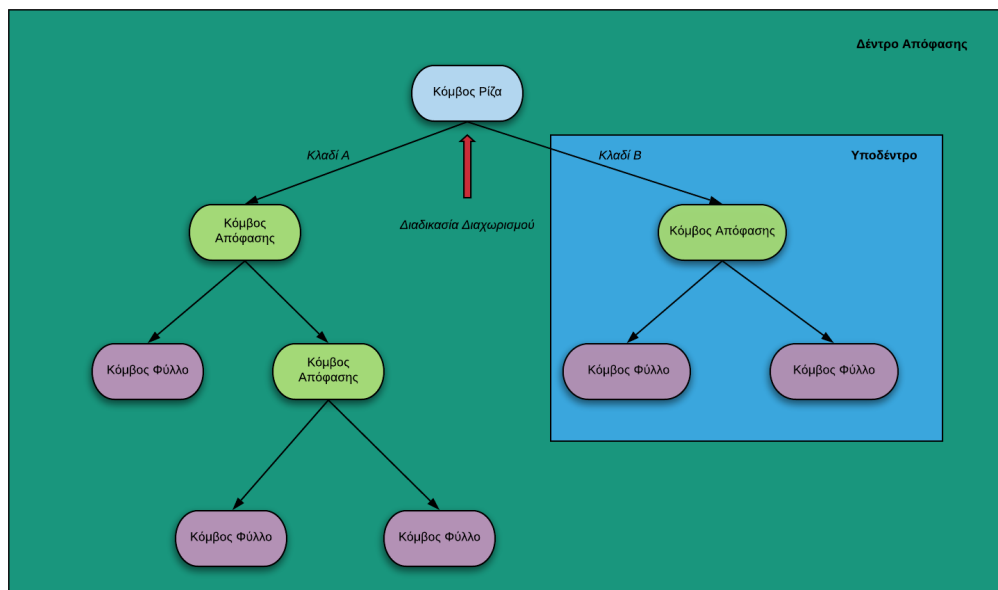 Δέντρο Απόφασης
Κόμβος Ρίζα
Κλαδί Α
Κλαδί Β
Υποδέντρο
Διαδικασία Διαχωρισμού
Κόμβος
Απόφασης
Κόμβος Απόφασης
Κόμβος Φύλλο
Κόμβος
Απόφασης
Κόμβος Φύλλο
Κόμβος Φύλλο
Κόμβος Φύλλο
Κόμβος Φύλλο